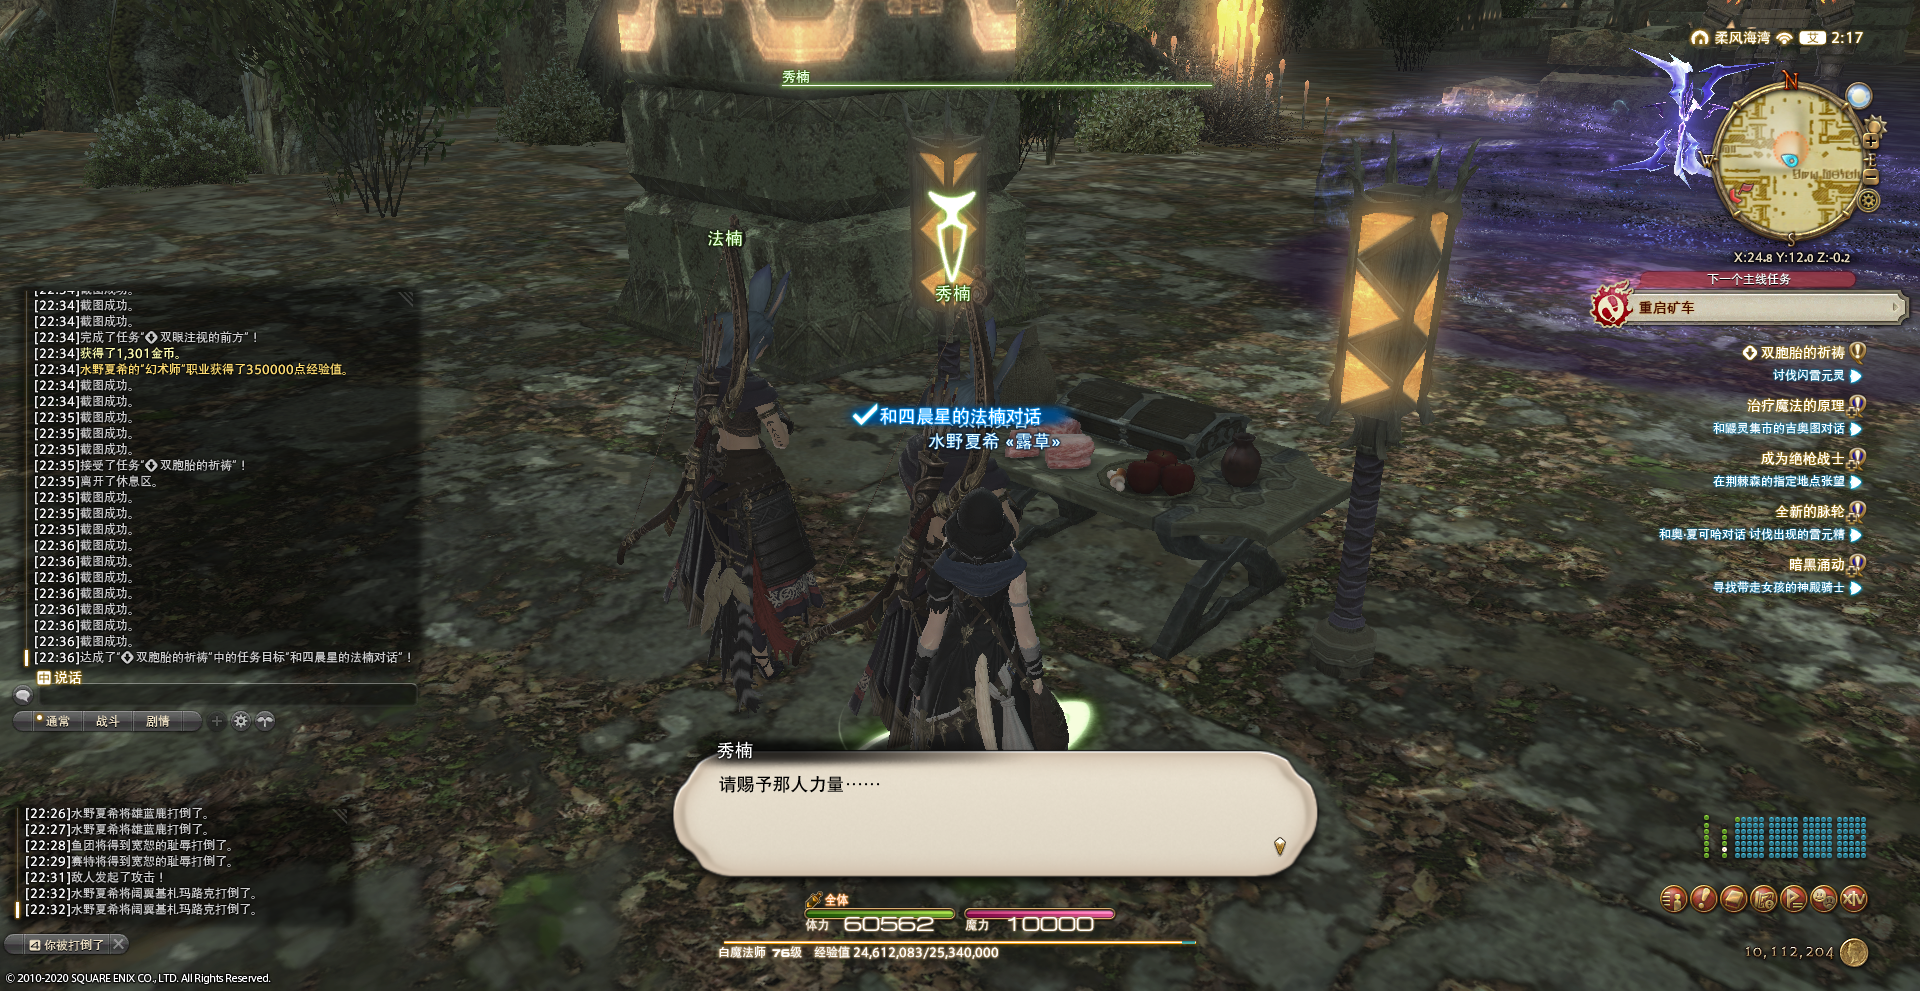 秀楠
柔风海湾 艾 2:17
N
W
E
S
X:24.8 Y:12.0 Z:-0.2
下一个主线任务
重启矿车
双胞胎的祈祷
讨伐闪雷元灵
治疗魔法的原理
和鼹灵集市的吉奥图对话
成为绝枪战士
在荆棘森的指定地点张望
全新的脉轮
和奥·夏可哈对话 讨伐出现的雷元精
暗黑涌动
寻找带走女孩的神殿骑士
法楠
秀楠
和四晨星的法楠对话
水野夏希 «露草»
[22:34]截图成功。
[22:34]截图成功。
[22:34]截图成功。
[22:34]完成了任务“双眼注视的前方”！
[22:34]获得了1,301金币。
[22:34]水野夏希的“幻术师”职业获得了350000点经验值。
[22:34]截图成功。
[22:34]截图成功。
[22:35]截图成功。
[22:35]截图成功。
[22:35]截图成功。
[22:35]接受了任务“双胞胎的祈祷”！
[22:35]离开了休息区。
[22:35]截图成功。
[22:35]截图成功。
[22:35]截图成功。
[22:36]截图成功。
[22:36]截图成功。
[22:36]截图成功。
[22:36]截图成功。
[22:36]截图成功。
[22:36]截图成功。
[22:36]截图成功。
[22:36]达成了“双胞胎的祈祷”中的任务目标“和四晨星的法楠对话”！
说话
通常 战斗 剧情
秀楠
请赐予那人力量……
[22:26]水野夏希将雄蓝鹿打倒了。
[22:27]水野夏希将雄蓝鹿打倒了。
[22:28]鱼团将得到宽恕的耻辱打倒了。
[22:29]赛特将得到宽恕的耻辱打倒了。
[22:31]敌人发起了攻击！
[22:32]水野夏希将阔翼基札玛路克打倒了。
[22:32]水野夏希将阔翼基札玛路克打倒了。
4 你被打倒了
全体
体力 60562 魔力 10000
白魔法师 76级 经验值 24,612,083/25,340,000
XIV
10,112,204
© 2010-2020 SQUARE ENIX CO., LTD. All Rights Reserved.